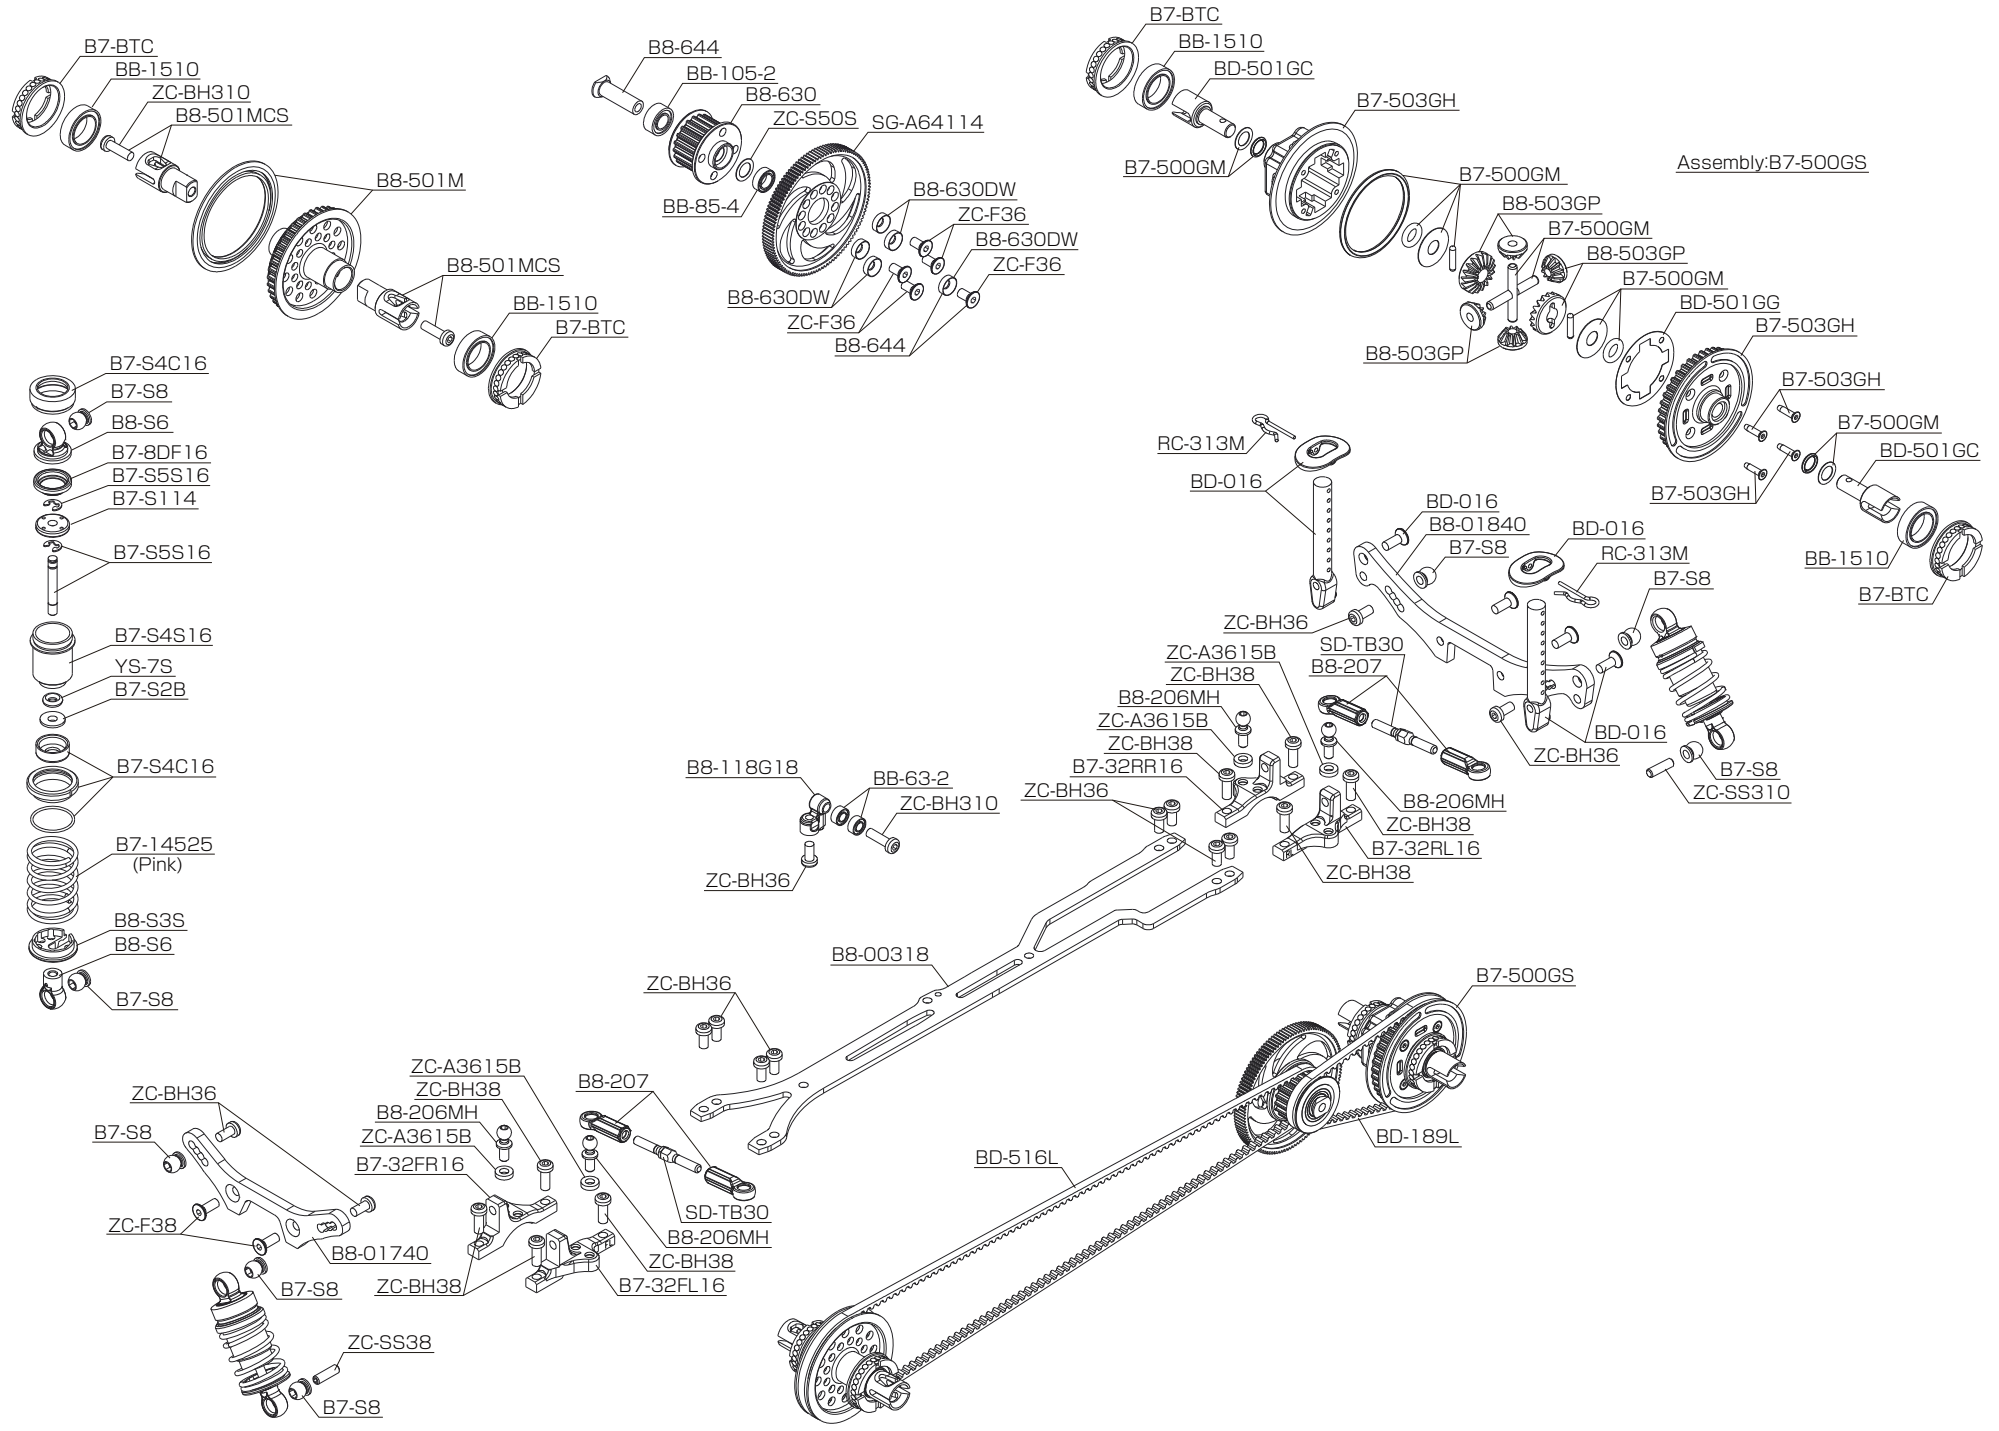 B7-BTC
BB-1510
ZC-BH310
B8-501MCS
B8-501M
B8-501MCS
BB-1510
B7-BTC
B8-644
BB-105-2
B8-630
ZC-S50S
SG-A64114
BB-85-4
B8-630DW
ZC-F36
B8-630DW
ZC-F36
B8-630DW
ZC-F36
B8-644
B7-BTC
BB-1510
BD-501GC
B7-503GH
B7-500GM
Assembly:B7-500GS
B7-500GM
B8-503GP
B7-500GM
B8-503GP
B7-500GM
BD-501GG
B7-503GH
B8-503GP
B7-503GH
B7-500GM
BD-501GC
B7-503GH
BB-1510
B7-BTC
B7-S4C16
B7-S8
B8-S6
B7-8DF16
B7-S5S16
B7-S114
B7-S5S16
B7-S4S16
YS-7S
B7-S2B
B7-S4C16
B7-14525
(Pink)
B8-S3S
B8-S6
B7-S8
RC-313M
BD-016
BD-016
B8-01840
B7-S8
BD-016
RC-313M
B7-S8
ZC-BH36
SD-TB30
B8-207
ZC-A3615B
ZC-BH38
B8-206MH
ZC-A3615B
ZC-BH38
B7-32RR16
ZC-BH36
BD-016
ZC-BH36
B7-S8
ZC-SS310
B8-206MH
ZC-BH38
B7-32RL16
ZC-BH38
B8-118G18
BB-63-2
ZC-BH310
ZC-BH36
B8-00318
ZC-BH36
B7-500GS
BD-189L
BD-516L
ZC-A3615B
ZC-BH38
B8-206MH
ZC-A3615B
B7-32FR16
B8-207
SD-TB30
B8-206MH
ZC-BH38
B7-32FL16
ZC-BH38
ZC-BH36
B7-S8
ZC-F38
B8-01740
B7-S8
ZC-SS38
B7-S8